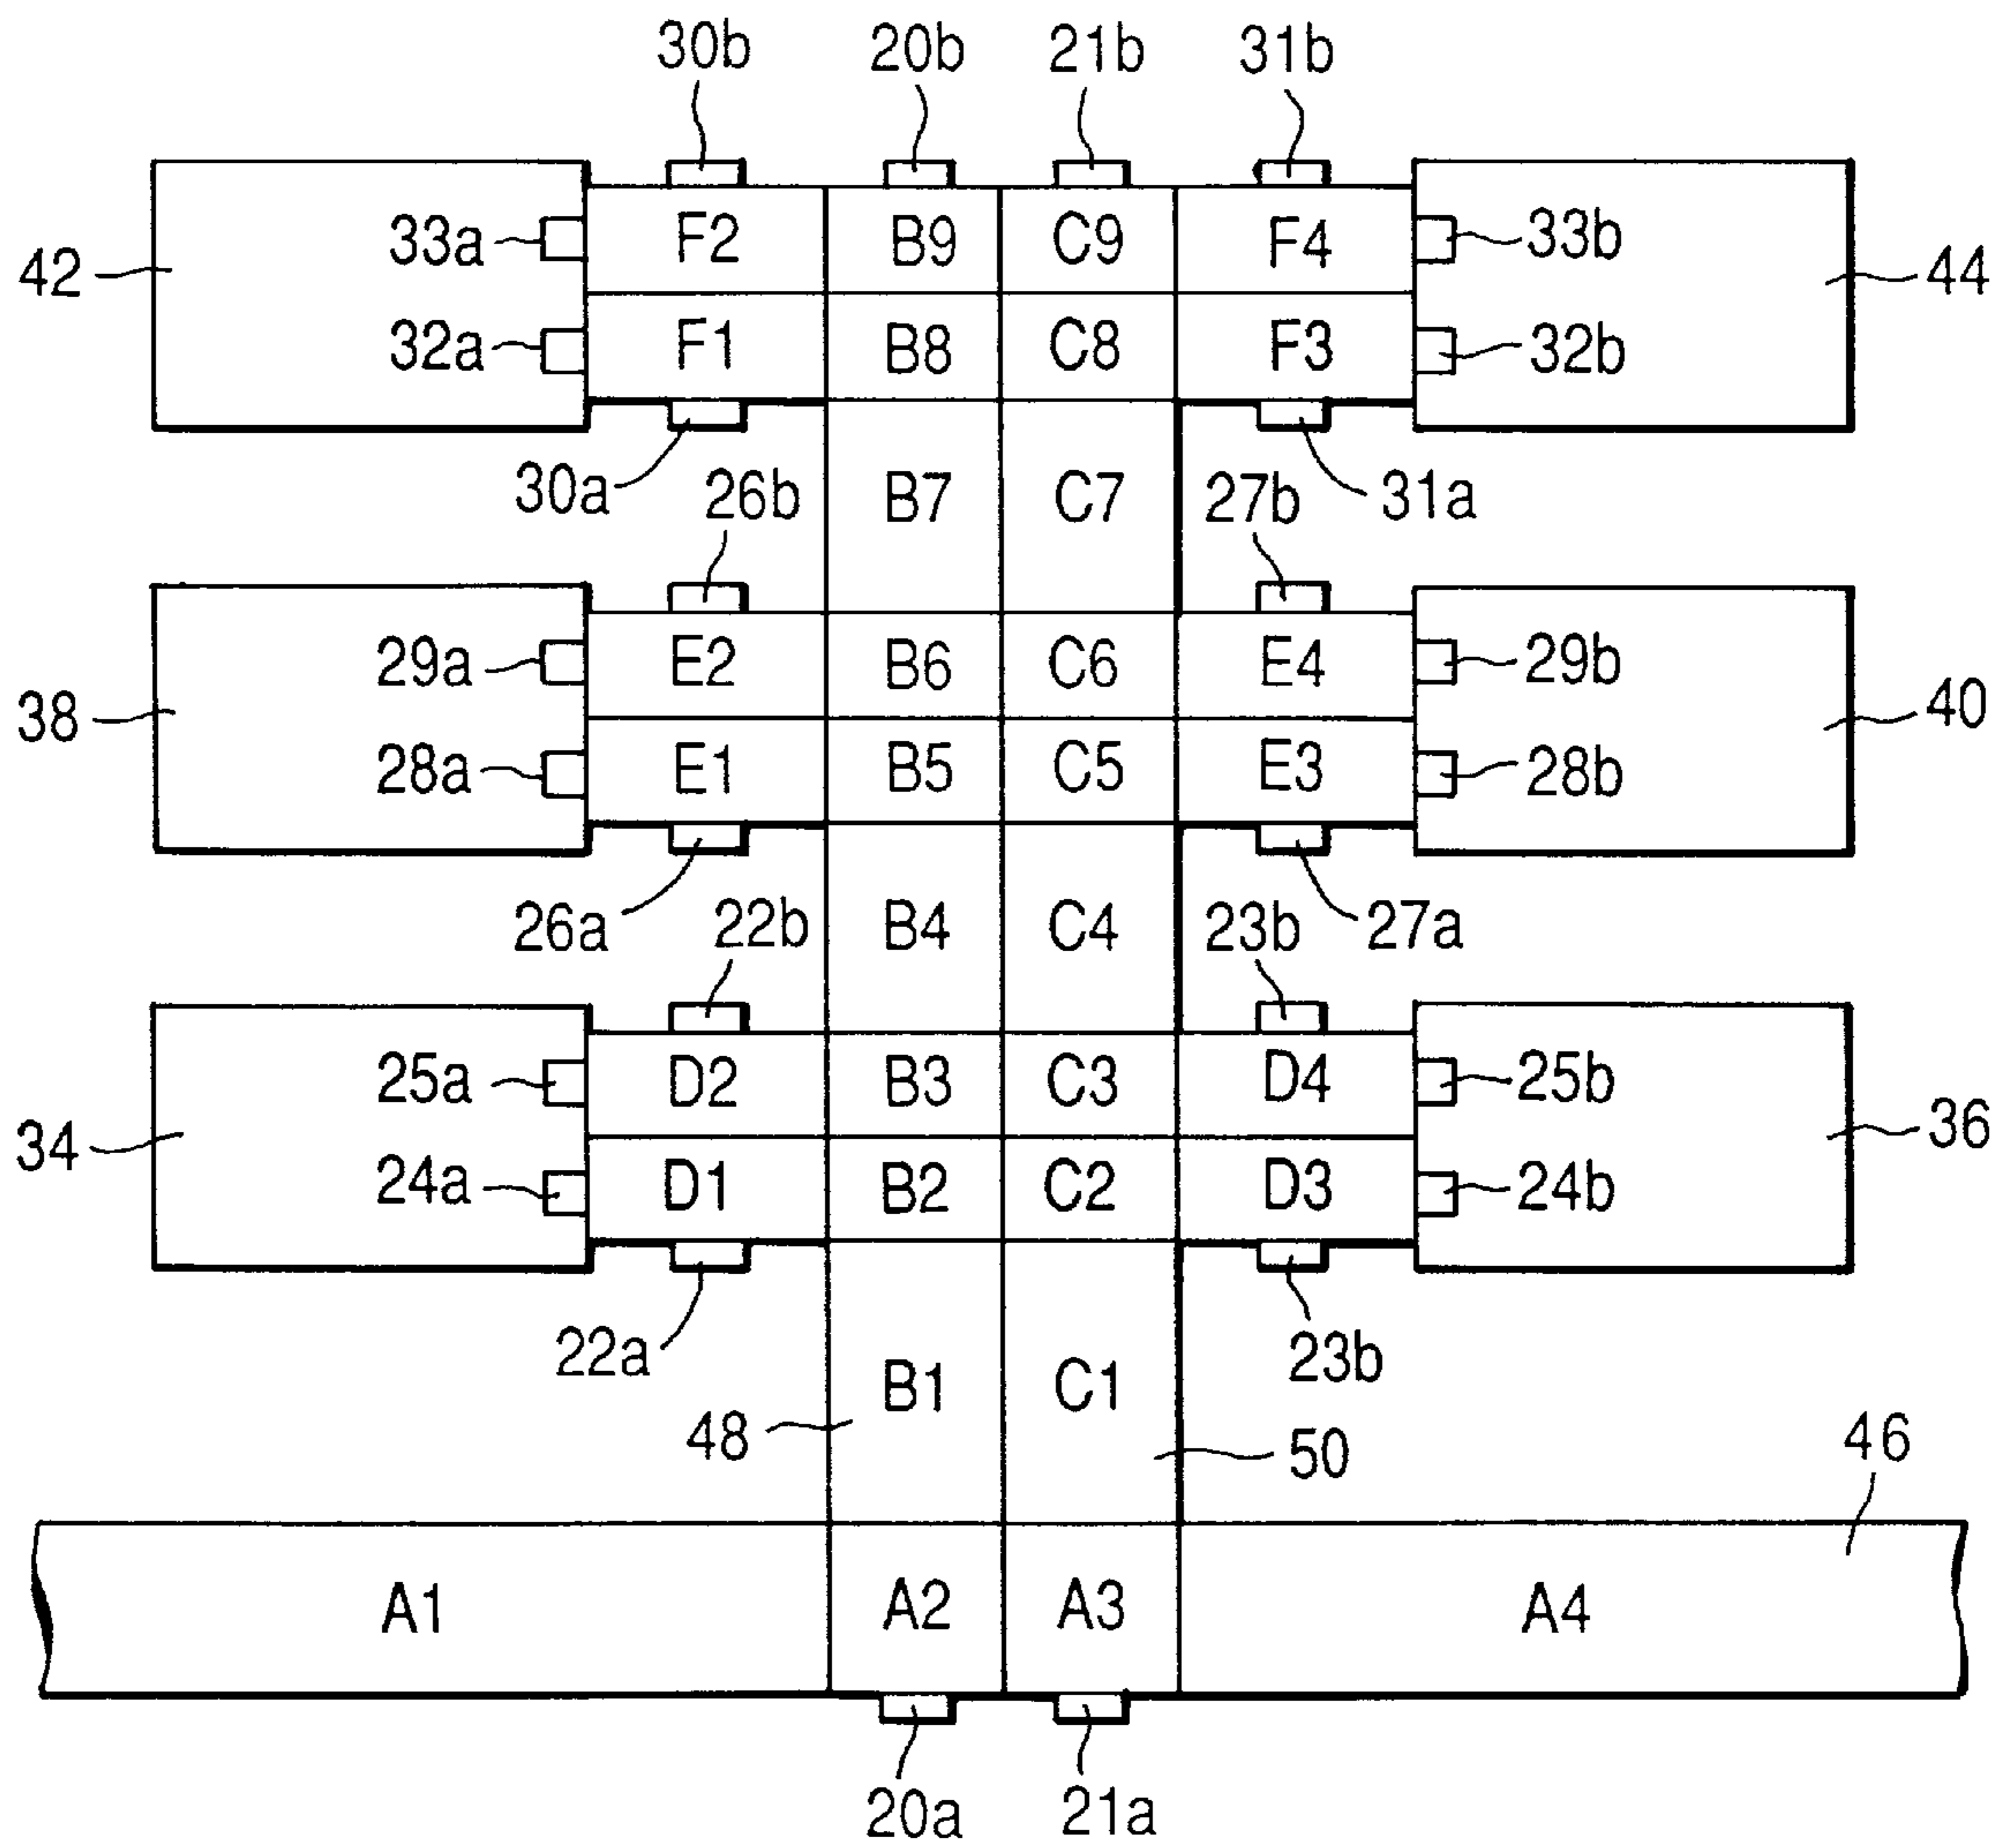 30b 20b 21b 31b
33a F2 B9 C9 F4 33b
42 44
32a F1 B8 C8 F3 32b
30a 26b B7 C7 27b 31a
29a E2 B6 C6 E4 29b
38 40
28a E1 B5 C5 E3 28b
26a 22b B4 C4 23b 27a
25a D2 B3 C3 D4 25b
34 36
24a D1 B2 C2 D3 24b
22a B1 C1 23b
48 50 46
A1 A2 A3 A4
20a 21a